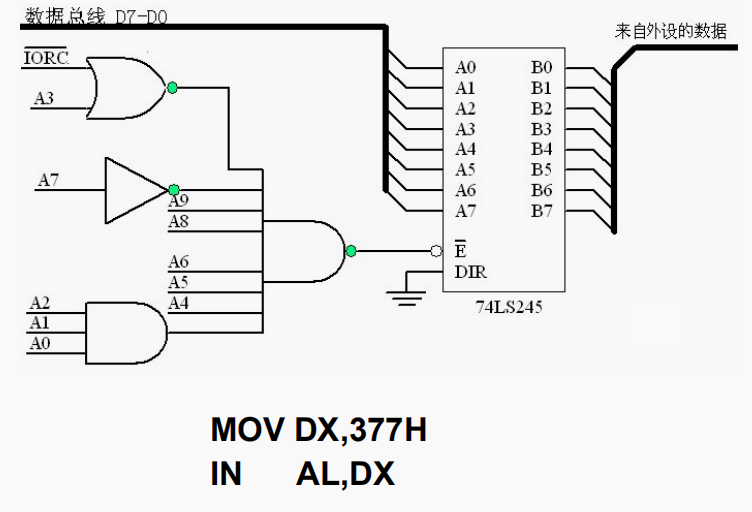 数据总线 D7-D0
来自外设的数据
IORC
A3
A7
A9
A8
A6
A5
A4
A2
A1
A0
A0 B0
A1 B1
A2 B2
A3 B3
A4 B4
A5 B5
A6 B6
A7 B7
E
DIR
74LS245
MOV DX,377H
IN AL,DX